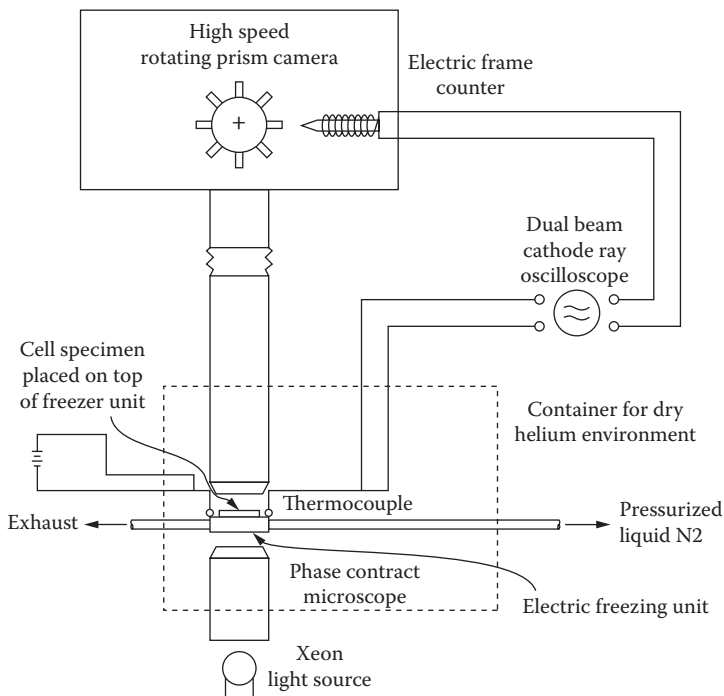 High speed
rotating prism camera
Electric frame
counter
Dual beam
cathode ray
oscilloscope
Cell specimen
placed on top
of freezer unit
Container for dry
helium environment
Thermocouple
Exhaust
Pressurized
liquid N2
Phase contract
microscope
Electric freezing unit
Xeon
light source